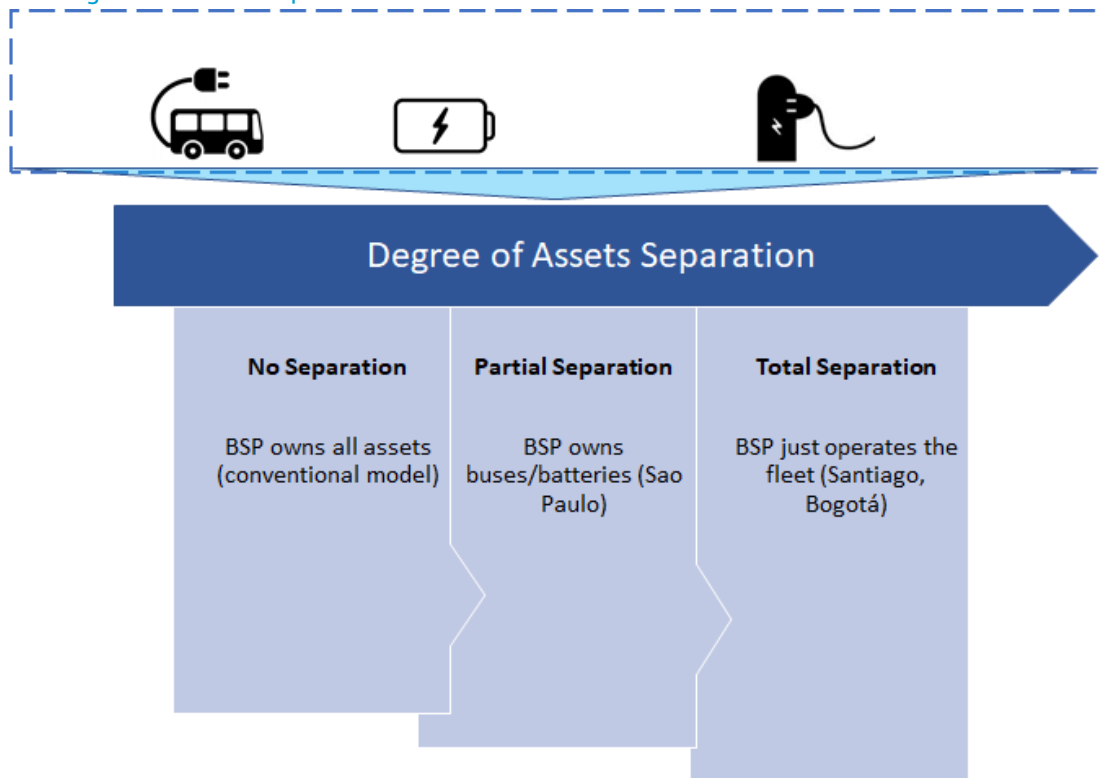 Degree of Assets Separation
No Separation
BSP owns all assets
(conventional model)
Partial Separation
BSP owns
buses/batteries (Sao
Paulo)
Total Separation
BSP just operates the
fleet (Santiago,
Bogotá)